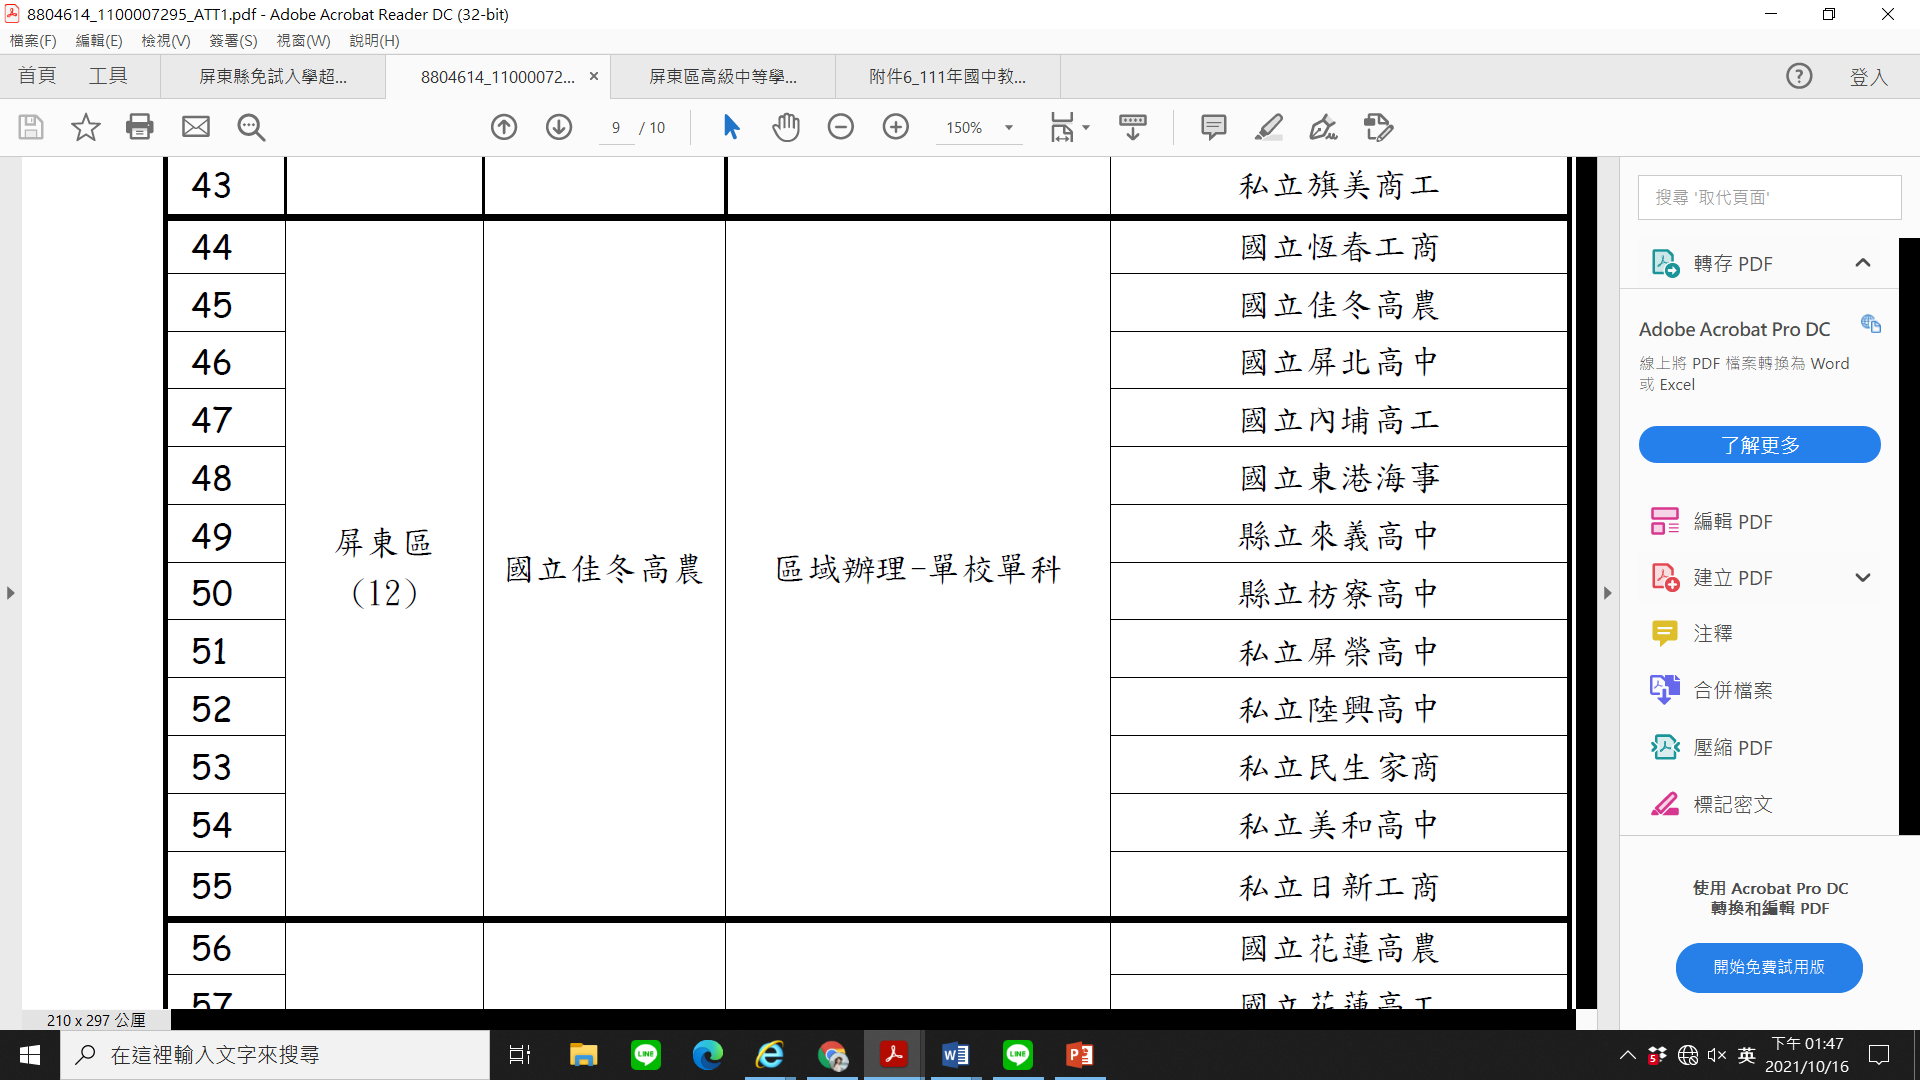 8804614_1100007295_ATT1.pdf - Adobe Acrobat Reader DC (32-bit)
檔案(F) 編輯(E) 檢視(V) 簽署(S) 視窗(W) 說明(H)
首頁 工具 屏東縣免試入學超... 8804614_11000072... × 屏東區高級中等學... 附件6_111年國中教... 登入
9 / 10 150%
43 私立旗美商工
44 國立恆春工商
45 國立佳冬高農
46 國立屏北高中
47 國立內埔高工
48 國立東港海事
49 縣立來義高中
屏東區
(12)
國立佳冬高農
區域辦理-單校單科
50 縣立枋寮高中
51 私立屏榮高中
52 私立陸興高中
53 私立民生家商
54 私立美和高中
55 私立日新工商
56 國立花蓮高農
57 國立花蓮高工
210 x 297 公厘
搜尋 '取代頁面'
轉存 PDF
Adobe Acrobat Pro DC
線上將 PDF 檔案轉換為 Word
或 Excel
了解更多
編輯 PDF
建立 PDF
注釋
合併檔案
壓縮 PDF
標記密文
使用 Acrobat Pro DC
轉換和編輯 PDF
開始免費試用版
在這裡輸入文字來搜尋
英
下午 01:47
2021/10/16